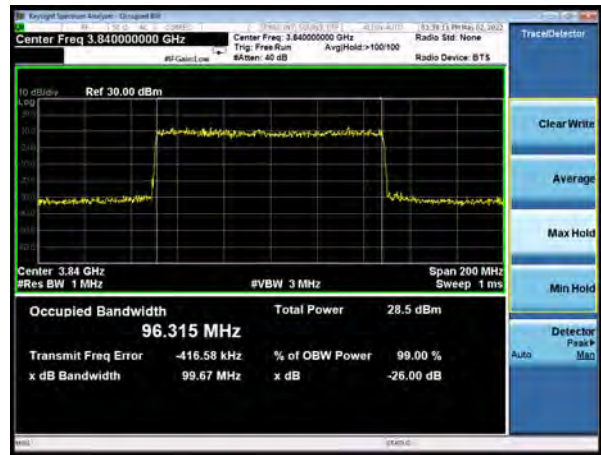 Keysight Spectrum Analyzer - Occupied BW
Center Freq 3.840000000 GHz
Center Freq: 3.840000000 GHz
Radio Std: None
Trig: Free Run
Avg|Hold:>100/100
#IFGain:Low
#Atten: 40 dB
Radio Device: BTS
Trace/Detector
10 dB/div
Ref 30.00 dBm
Log
Clear Write
Average
Max Hold
Min Hold
Center 3.84 GHz
Span 200 MHz
#Res BW 1 MHz
#VBW 3 MHz
Sweep 1 ms
Occupied Bandwidth
Total Power
28.5 dBm
96.315 MHz
Transmit Freq Error
-416.58 kHz
% of OBW Power
99.00 %
x dB Bandwidth
99.67 MHz
x dB
-26.00 dB
Detector
Peak
Auto
Man